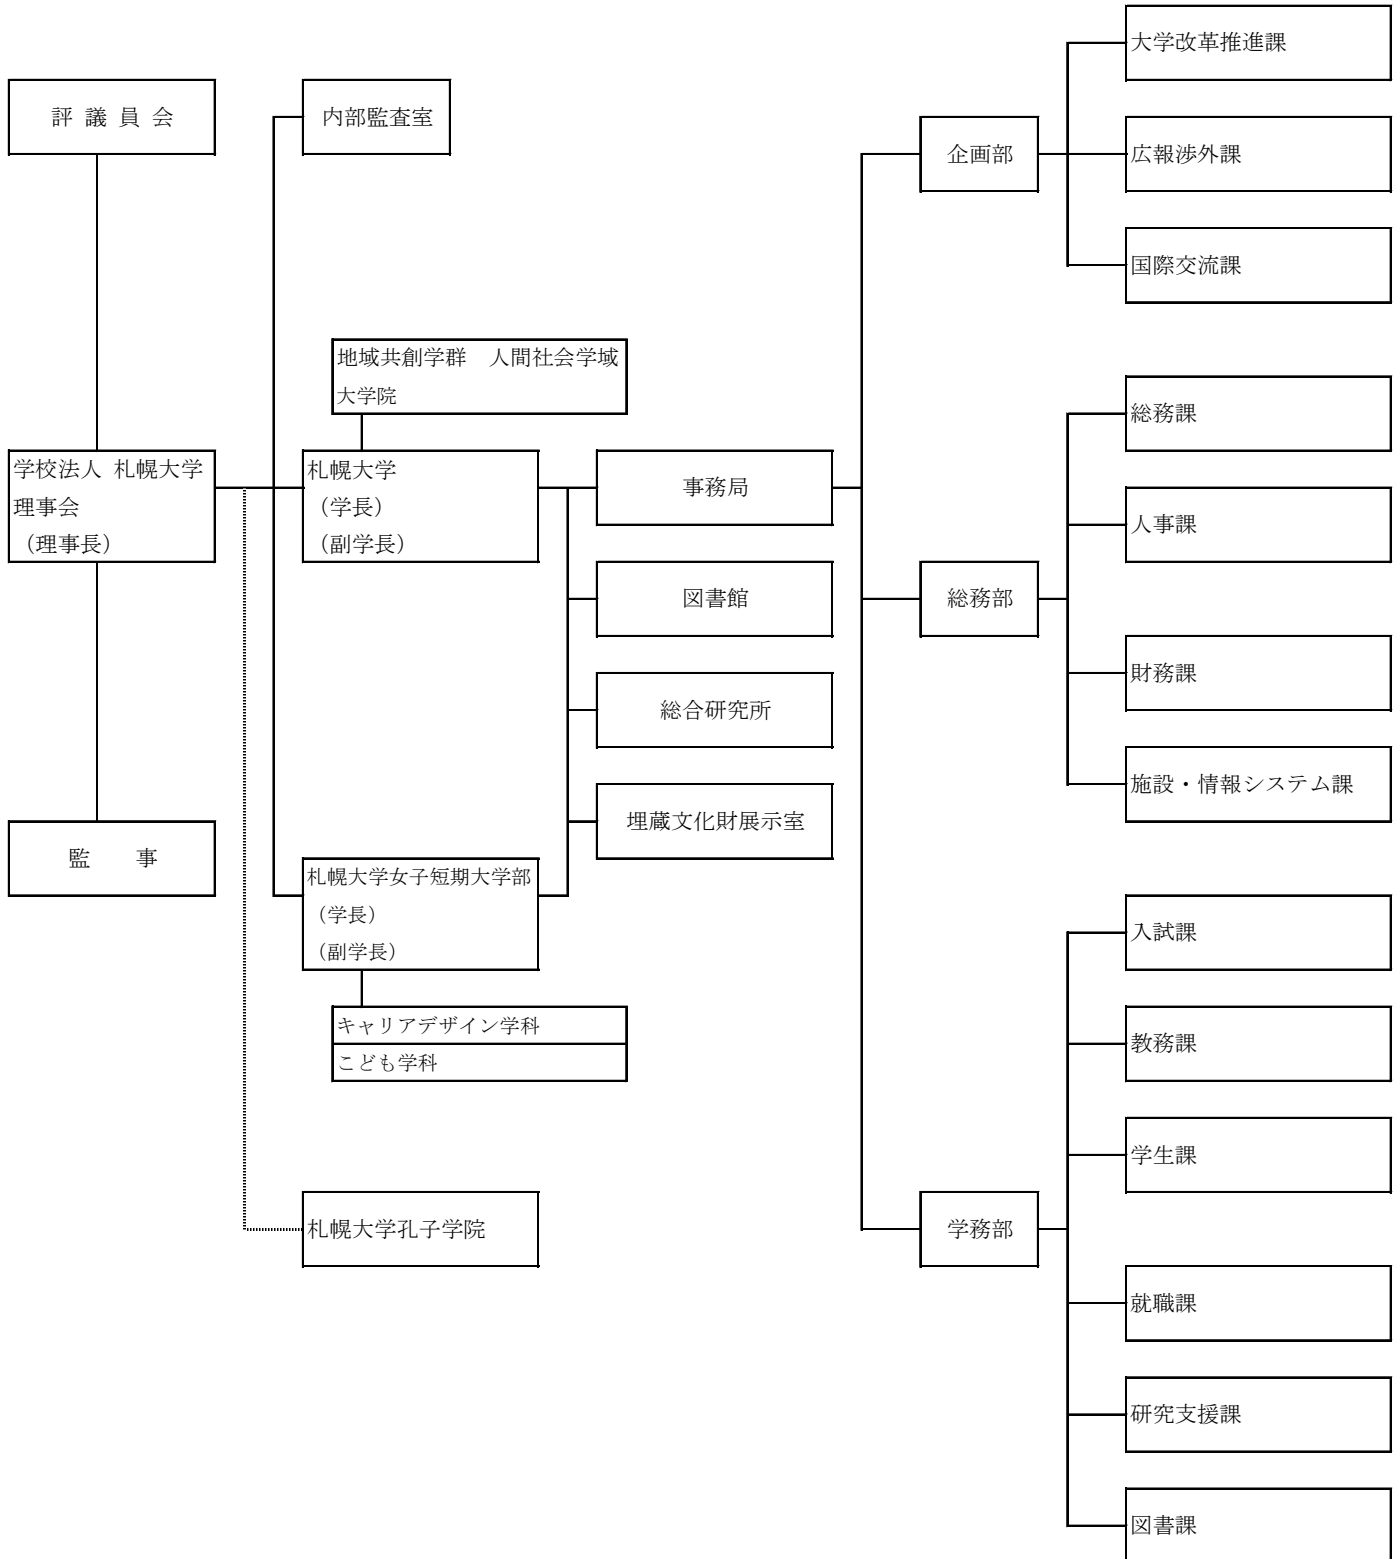 評 議 員 会
学校法人 札幌大学
理事会
（理事長）
監　　事
内部監査室
地域共創学群　人間社会学域
大学院
札幌大学
（学長）
（副学長）
札幌大学女子短期大学部
（学長）
（副学長）
キャリアデザイン学科
こども学科
札幌大学孔子学院
事務局
図書館
総合研究所
埋蔵文化財展示室
企画部
大学改革推進課
広報渉外課
国際交流課
総務部
総務課
人事課
財務課
施設・情報システム課
学務部
入試課
教務課
学生課
就職課
研究支援課
図書課